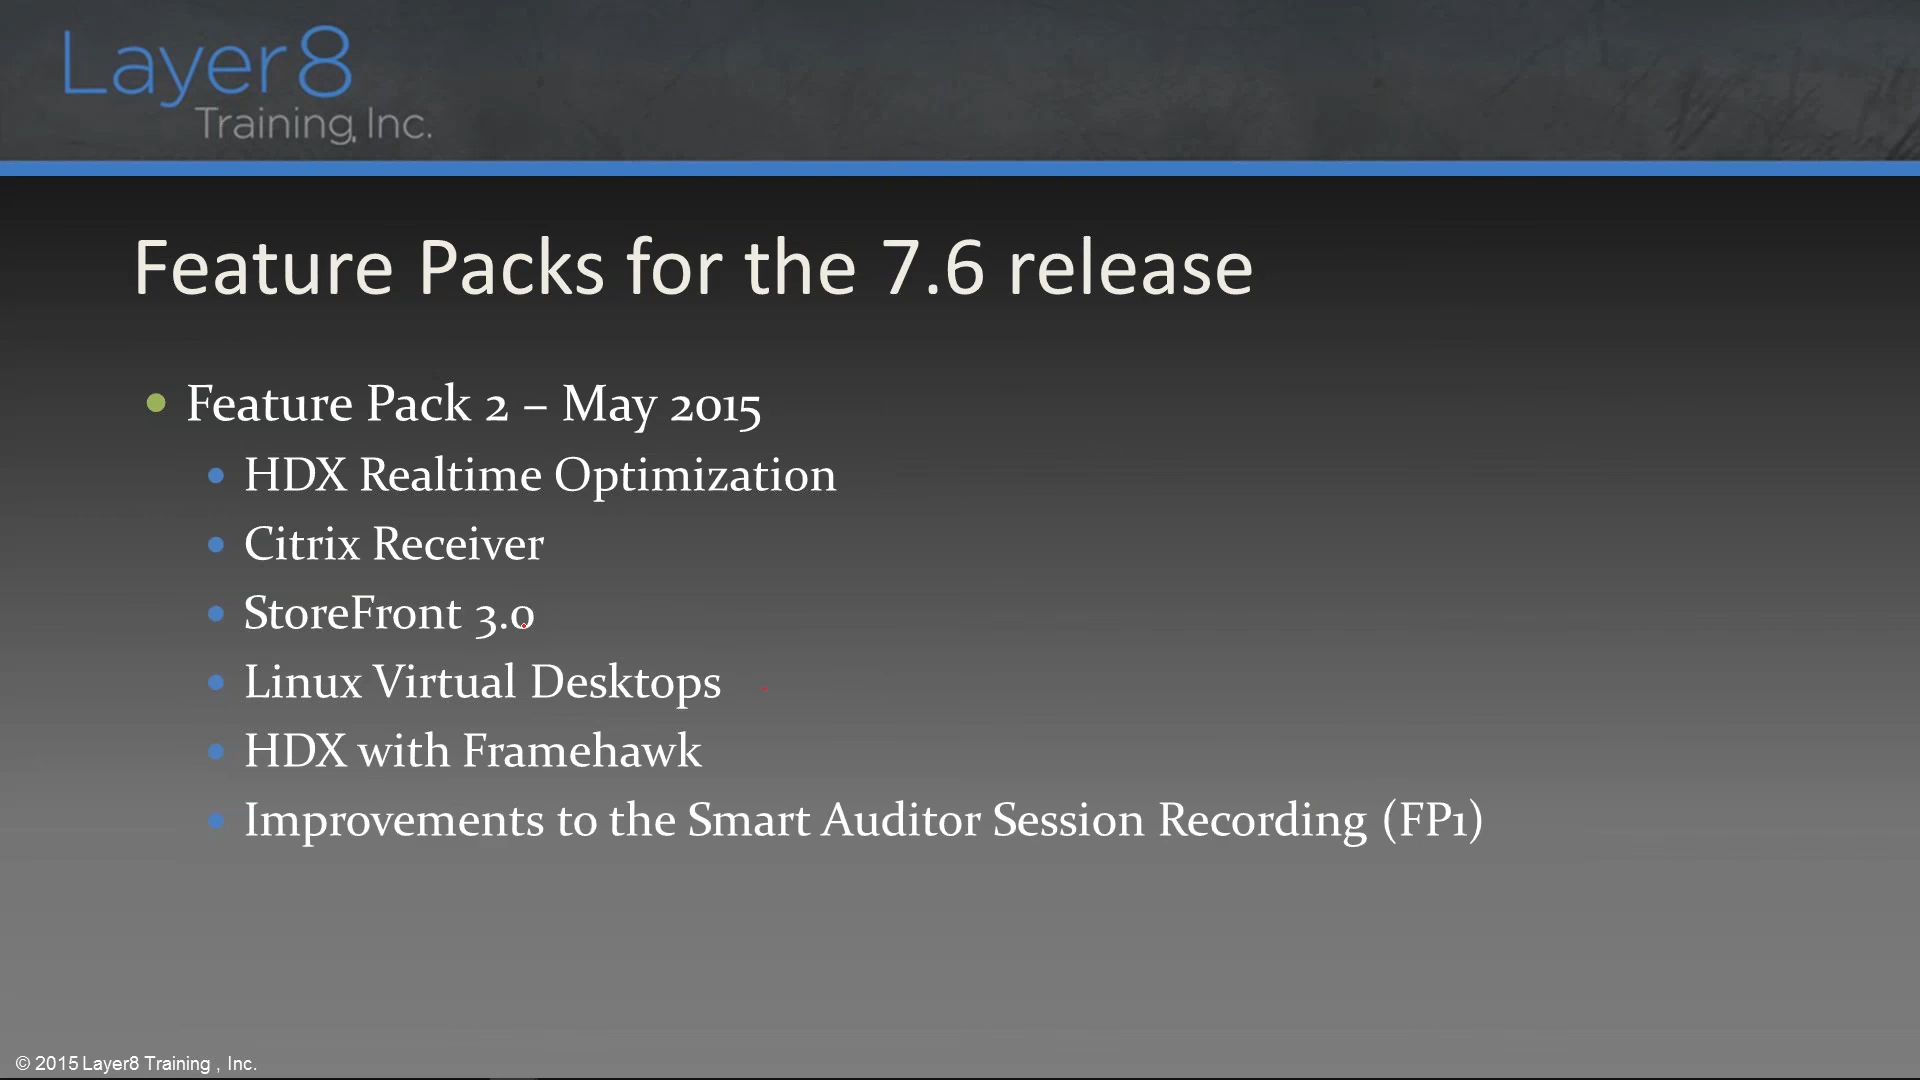 Layer8
Training, Inc.
Feature Packs for the 7.6 release
Feature Pack 2 – May 2015
HDX Realtime Optimization
Citrix Receiver
StoreFront 3.0
Linux Virtual Desktops
HDX with Framehawk
Improvements to the Smart Auditor Session Recording (FP1)
© 2015 Layer8 Training , Inc.